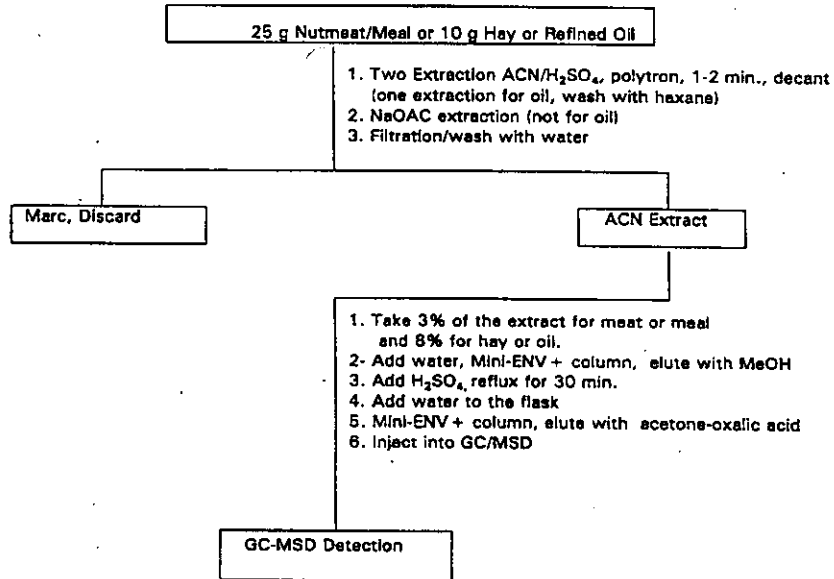 25 g Nutmeat/Meal or 10 g Hay or Refined Oil
1. Two Extraction ACN/H₂SO₄, polytron, 1-2 min., decant
(one extraction for oil, wash with hexane)
2. NaOAC extraction (not for oil)
3. Filtration/wash with water
Marc, Discard
ACN Extract
1. Take 3% of the extract for meat or meal
and 8% for hay or oil.
2- Add water, Mini-ENV + column, elute with MeOH
3. Add H₂SO₄, reflux for 30 min.
4. Add water to the flask
5. Mini-ENV + column, elute with acetone-oxalic acid
6. Inject into GC/MSD
GC-MSD Detection